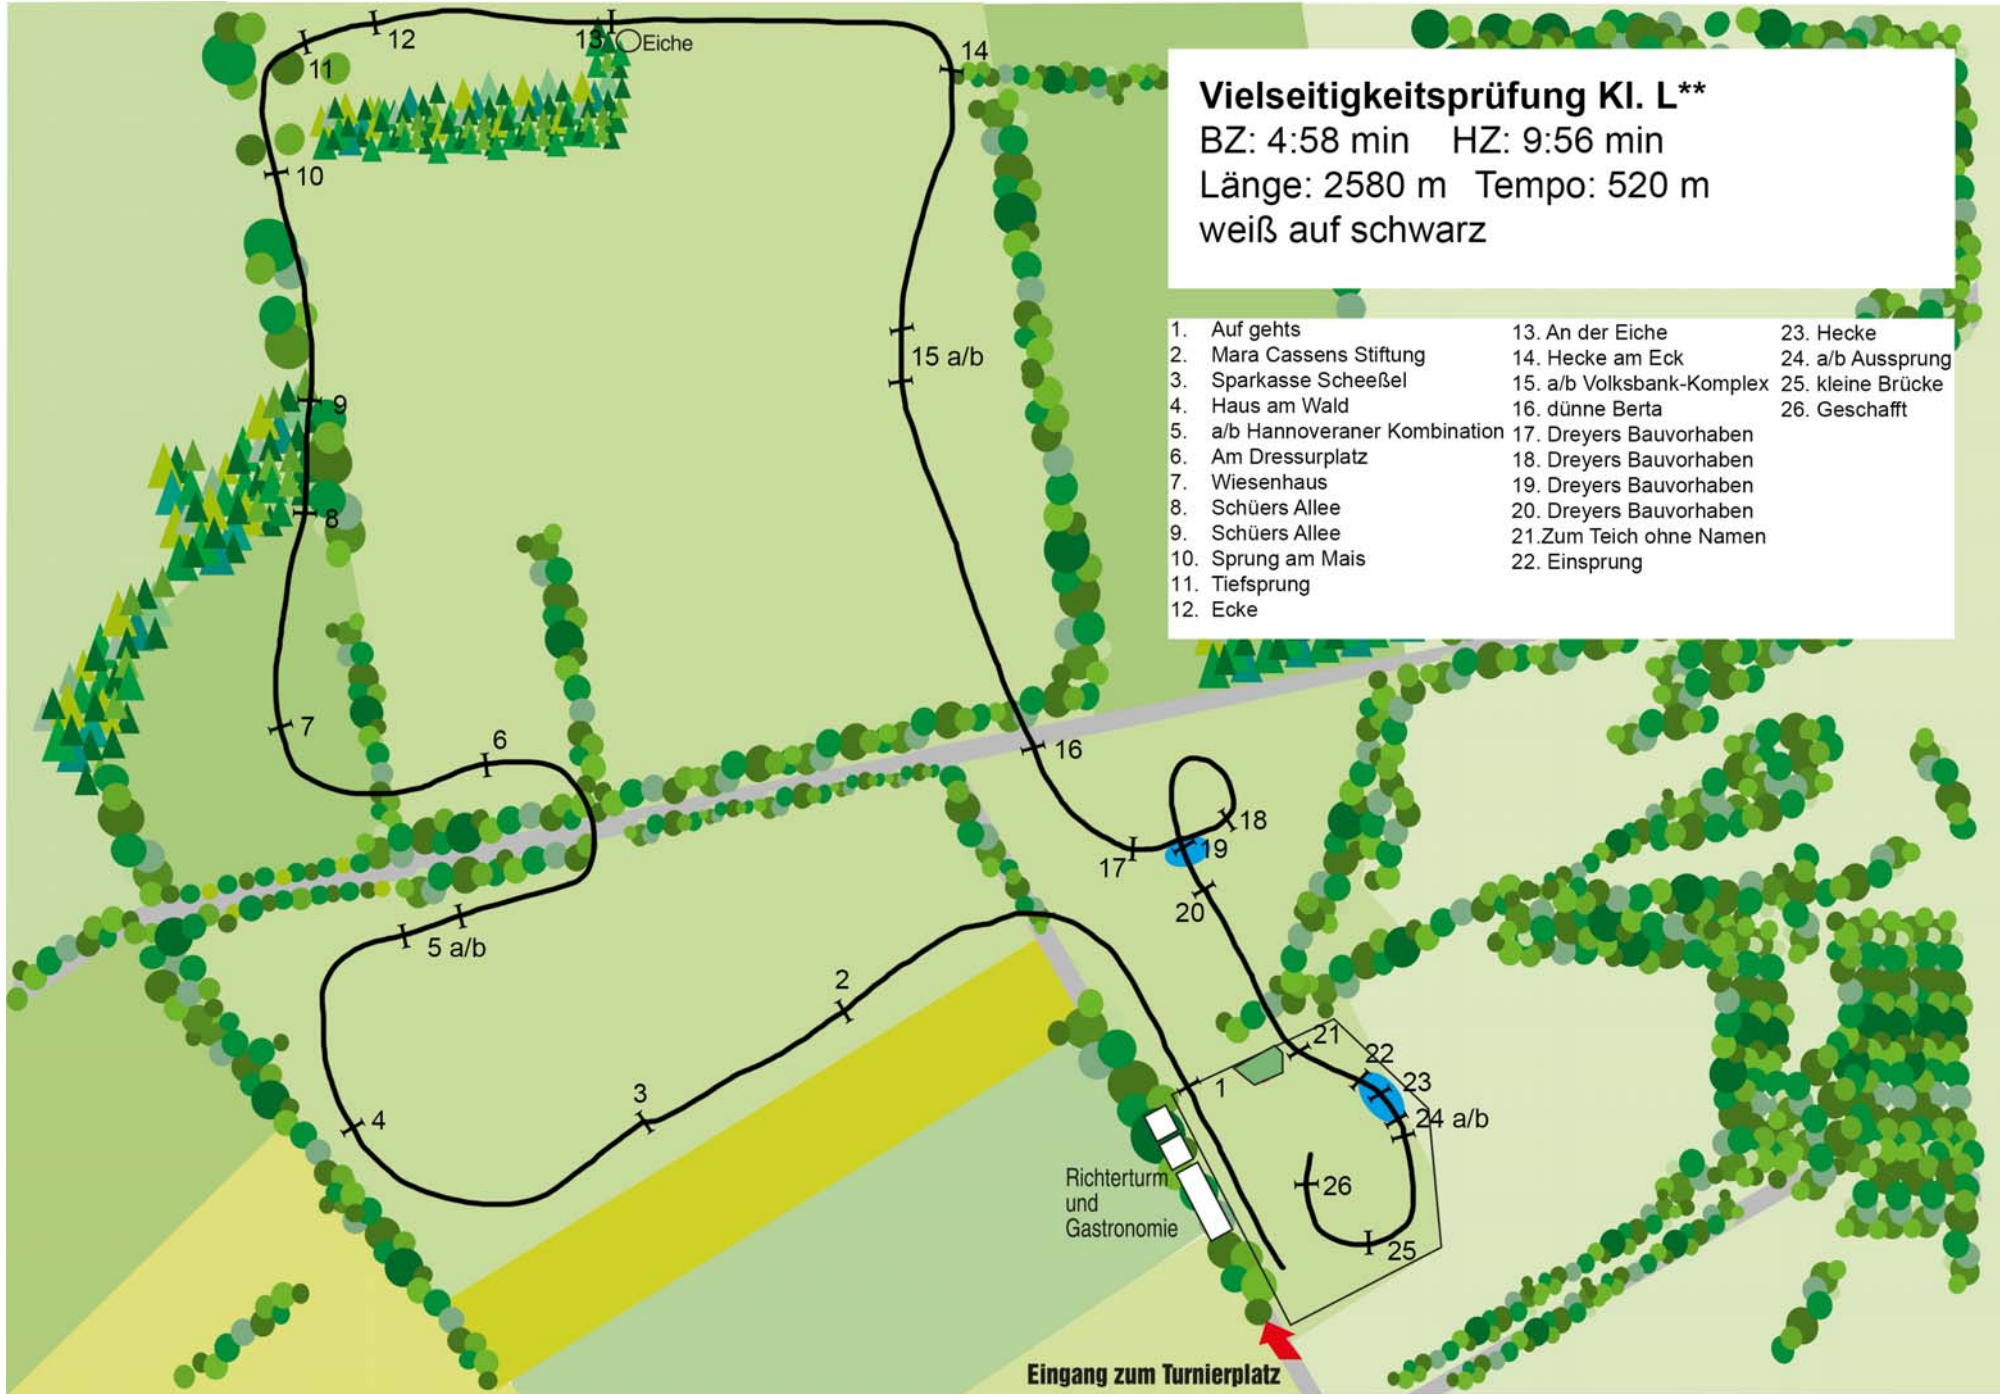 Vielseitigkeitsprüfung Kl. L**
BZ: 4:58 min HZ: 9:56 min
Länge: 2580 m Tempo: 520 m
weiß auf schwarz
1. Auf gehts
2. Mara Cassens Stiftung
3. Sparkasse Scheeßel
4. Haus am Wald
5. a/b Hannoveraner Kombination
6. Am Dressurplatz
7. Wiesenhaus
8. Schüers Allee
9. Schüers Allee
10. Sprung am Mais
11. Tiefsprung
12. Ecke
13. An der Eiche
14. Hecke am Eck
15. a/b Volksbank-Komplex
16. dünne Berta
17. Dreyers Bauvorhaben
18. Dreyers Bauvorhaben
19. Dreyers Bauvorhaben
20. Dreyers Bauvorhaben
21.Zum Teich ohne Namen
22. Einsprung
23. Hecke
24. a/b Aussprung
25. kleine Brücke
26. Geschafft
12
13
Eiche
14
11
10
15 a/b
9
8
7
6
16
18
17
19
20
5 a/b
2
21
22
1
23
3
24 a/b
4
Richterturm
und
Gastronomie
26
25
Eingang zum Turnierplatz